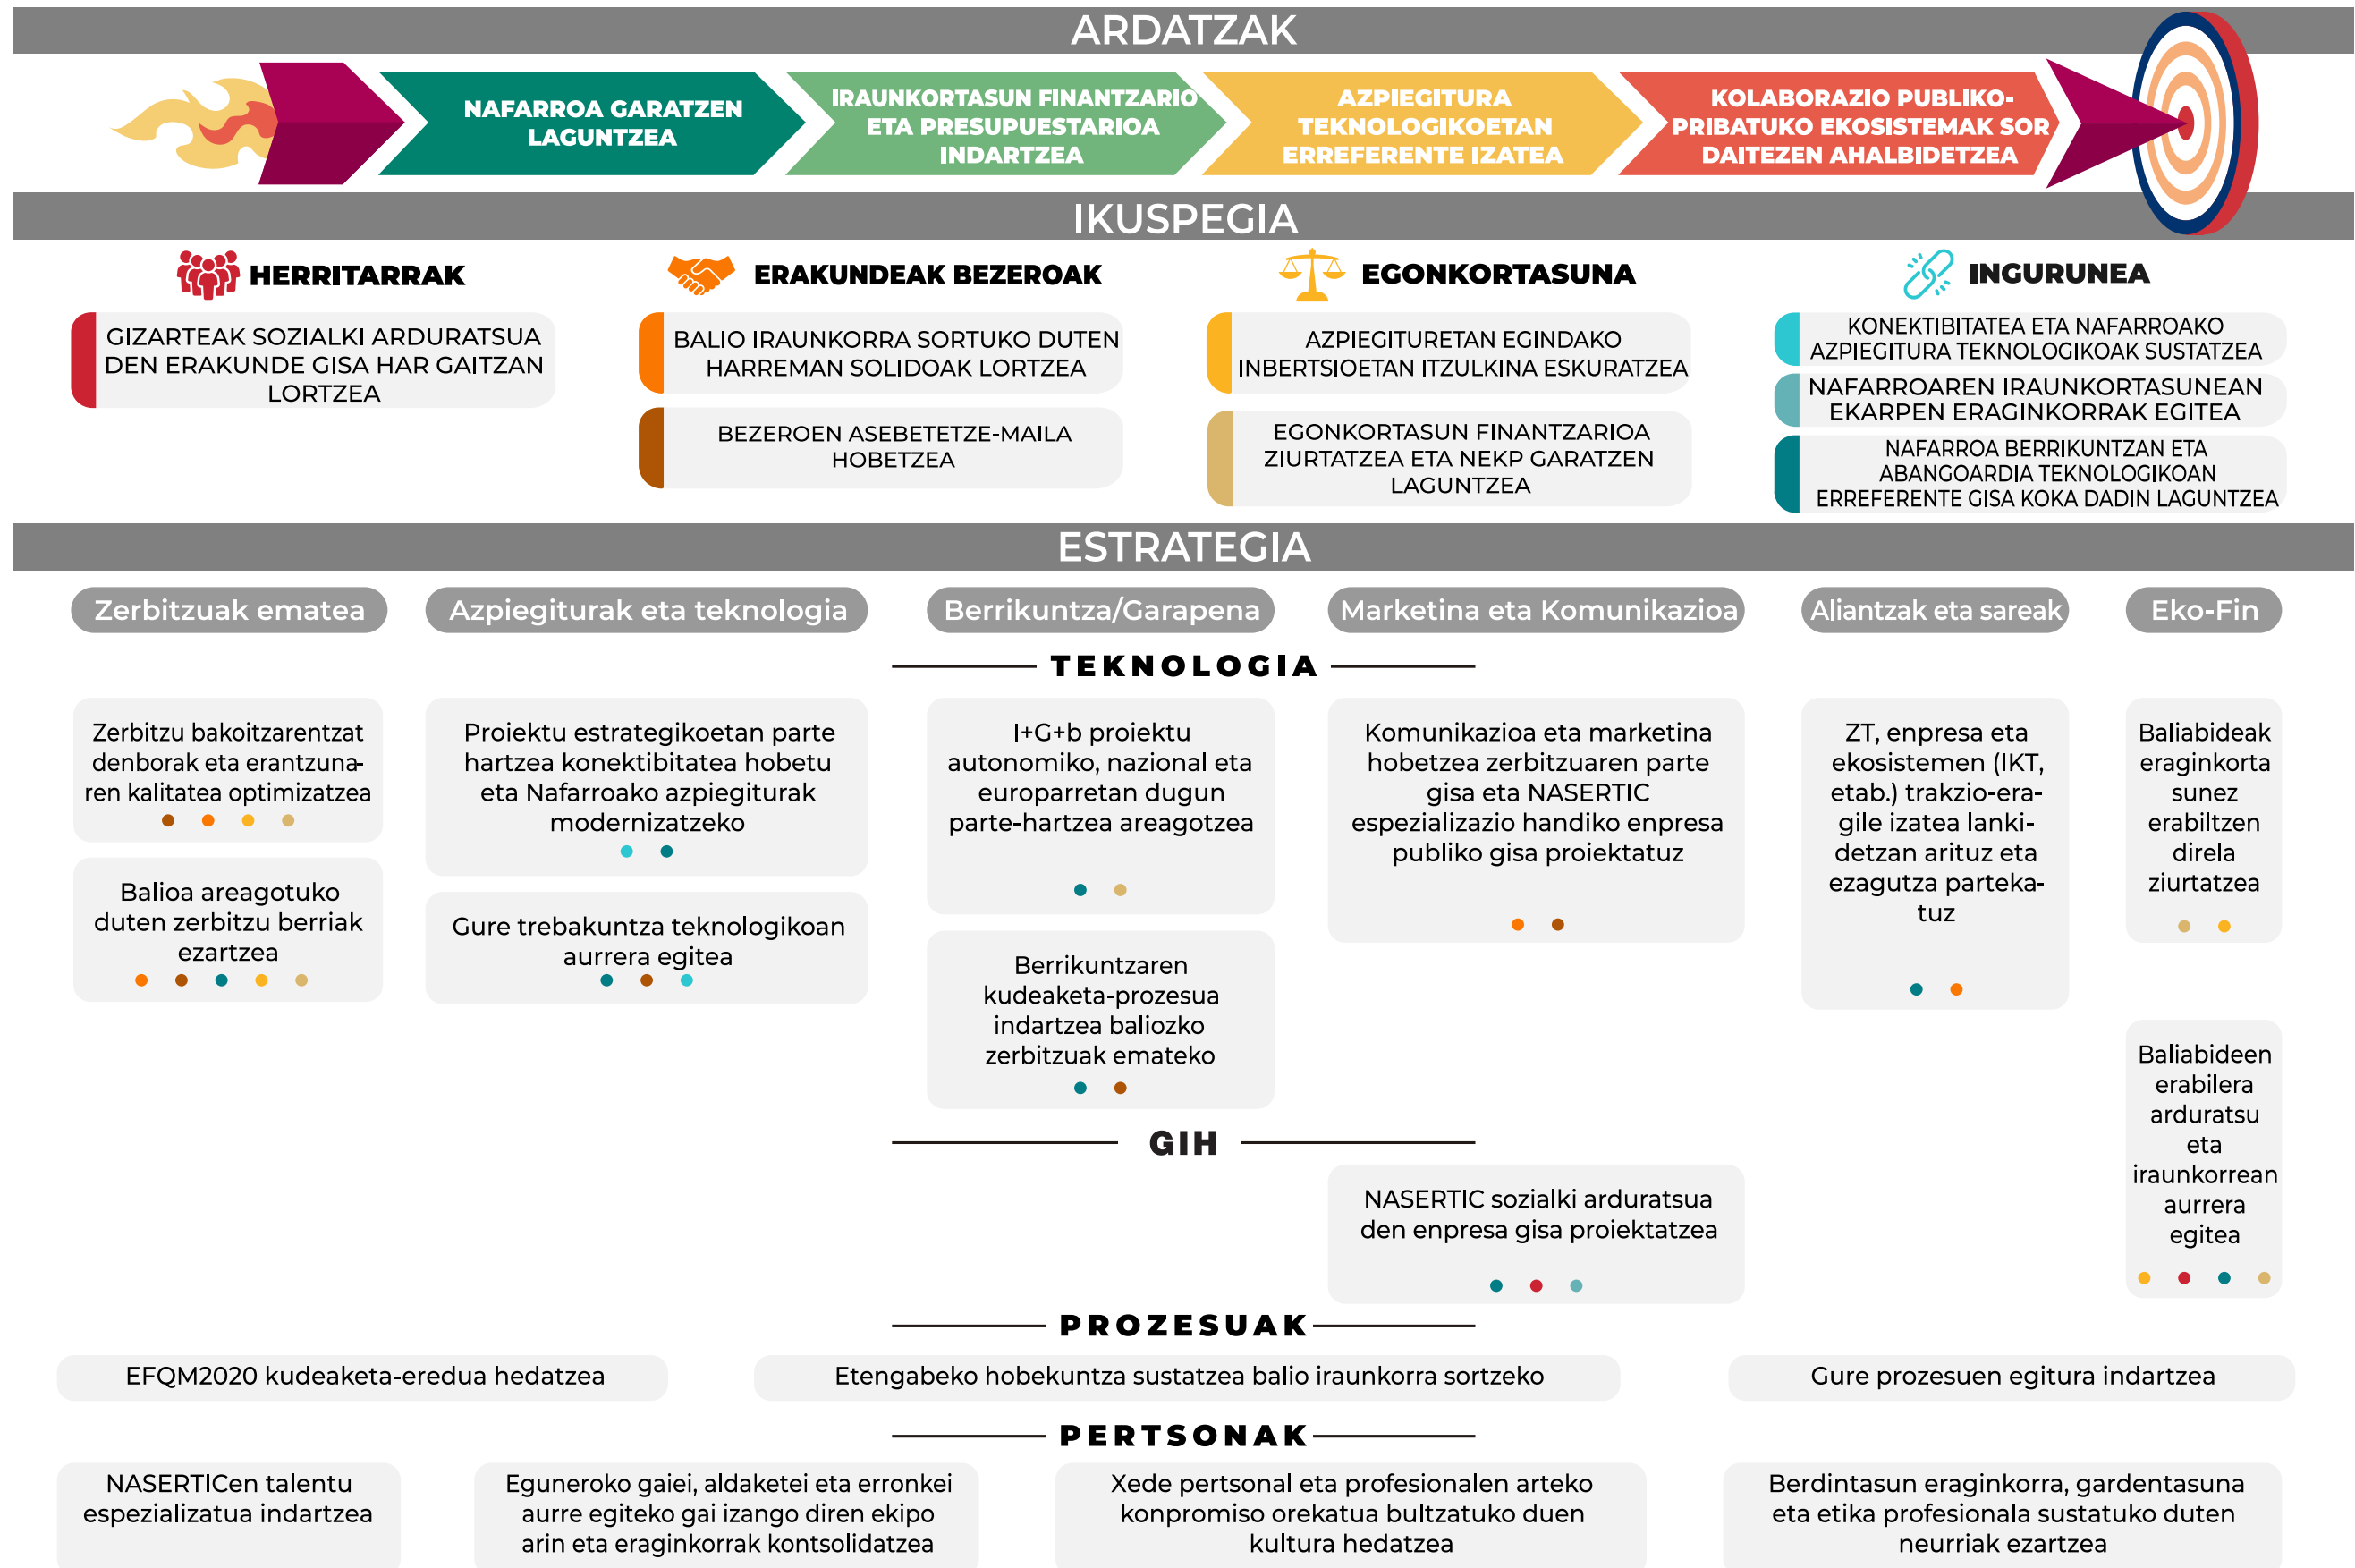 ARDATZAK
NAFARROA GARATZEN
LAGUNTZEA
IRAUNKORTASUN FINANTZARIO
ETA PRESUPUESTARIOA
INDARTZEA
AZPIEGITURA
TEKNOLOGIKOETAN
ERREFERENTE IZATEA
KOLABORAZIO PUBLIKO-
PRIBATUKO EKOSISTEMAK SOR
DAITEZEN AHALBIDETZEA
IKUSPEGIA
HERRITARRAK
GIZARTEAK SOZIALKI ARDURATSUA
DEN ERAKUNDE GISA HAR GAITZAN
LORTZEA
ERAKUNDEAK BEZEROAK
BALIO IRAUNKORRA SORTUKO DUTEN
HARREMAN SOLIDOAK LORTZEA
BEZEROEN ASEBETETZE-MAILA
HOBETZEA
EGONKORTASUNA
AZPIEGITURETAN EGINDAKO
INBERTSIOETAN ITZULKINA ESKURATZEA
EGONKORTASUN FINANTZARIOA
ZIURTATZEA ETA NEKP GARATZEN
LAGUNTZEA
INGURUNEA
KONEKTIBITATEA ETA NAFARROAKO
AZPIEGITURA TEKNOLOGIKOAK SUSTATZEA
NAFARROAREN IRAUNKORTASUNEAN
EKARPEN ERAGINKORRAK EGITEA
NAFARROA BERRIKUNTZAN ETA
ABANGOARDIA TEKNOLOGIKOAN
ERREFERENTE GISA KOKA DADIN LAGUNTZEA
ESTRATEGIA
Zerbitzuak ematea
Azpiegiturak eta teknologia
Berrikuntza/Garapena
Marketina eta Komunikazioa
Aliantzak eta sareak
Eko-Fin
TEKNOLOGIA
Zerbitzu bakoitzarentzat
denborak eta erantzuna-
ren kalitatea optimizatzea
Balioa areagotuko
duten zerbitzu berriak
ezartzea
Proiektu estrategikoetan parte
hartzea konektibitatea hobetu
eta Nafarroako azpiegiturak
modernizatzeko
Gure trebakuntza teknologikoan
aurrera egitea
I+G+b proiektu
autonomiko, nazional eta
europarretan dugun
parte-hartzea areagotzea
Berrikuntzaren
kudeaketa-prozesua
indartzea baliozko
zerbitzuak emateko
Komunikazioa eta marketina
hobetzea zerbitzuaren parte
gisa eta NASERTIC
espezializazio handiko enpresa
publiko gisa proiektatuz
ZT, enpresa eta
ekosistemen (IKT,
etab.) trakzio-era-
gile izatea lanki-
detzan arituz eta
ezagutza parteka-
tuz
Baliabideak
eraginkorta
sunez
erabiltzen
direla
ziurtatzea
Baliabideen
erabilera
arduratsu
eta
iraunkorrean
aurrera
egitea
GIH
NASERTIC sozialki arduratsua
den enpresa gisa proiektatzea
PROZESUAK
EFQM2020 kudeaketa-eredua hedatzea
Etengabeko hobekuntza sustatzea balio iraunkorra sortzeko
Gure prozesuen egitura indartzea
PERTSONAK
NASERTICen talentu
espezializatua indartzea
Eguneroko gaiei, aldaketei eta erronkei
aurre egiteko gai izango diren ekipo
arin eta eraginkorrak kontsolidatzea
Xede pertsonal eta profesionalen arteko
konpromiso orekatua bultzatuko duen
kultura hedatzea
Berdintasun eraginkorra, gardentasuna
eta etika profesionala sustatuko duten
neurriak ezartzea